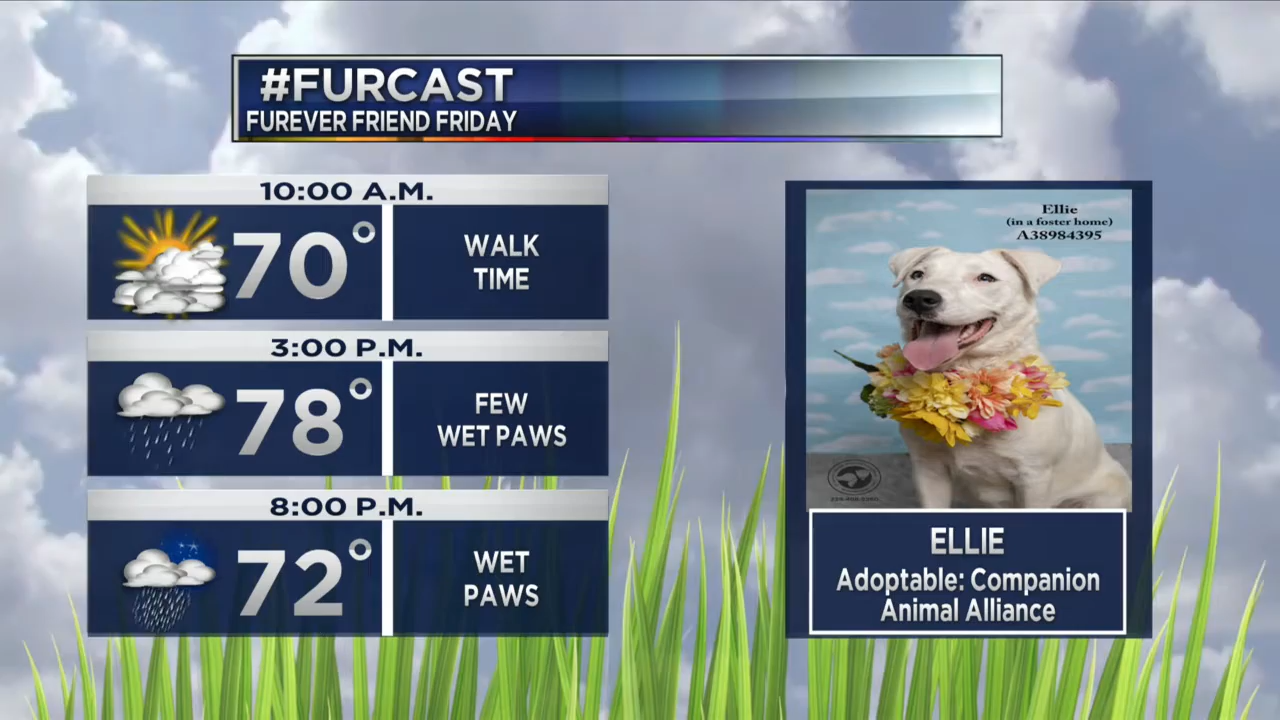 #FURCAST
FUREVER FRIEND FRIDAY
10:00 A.M.
70°
WALK
TIME
3:00 P.M.
78°
FEW
WET PAWS
8:00 P.M.
72°
WET
PAWS
Ellie
(in a foster home)
A38984395
ELLIE
Adoptable: Companion
Animal Alliance